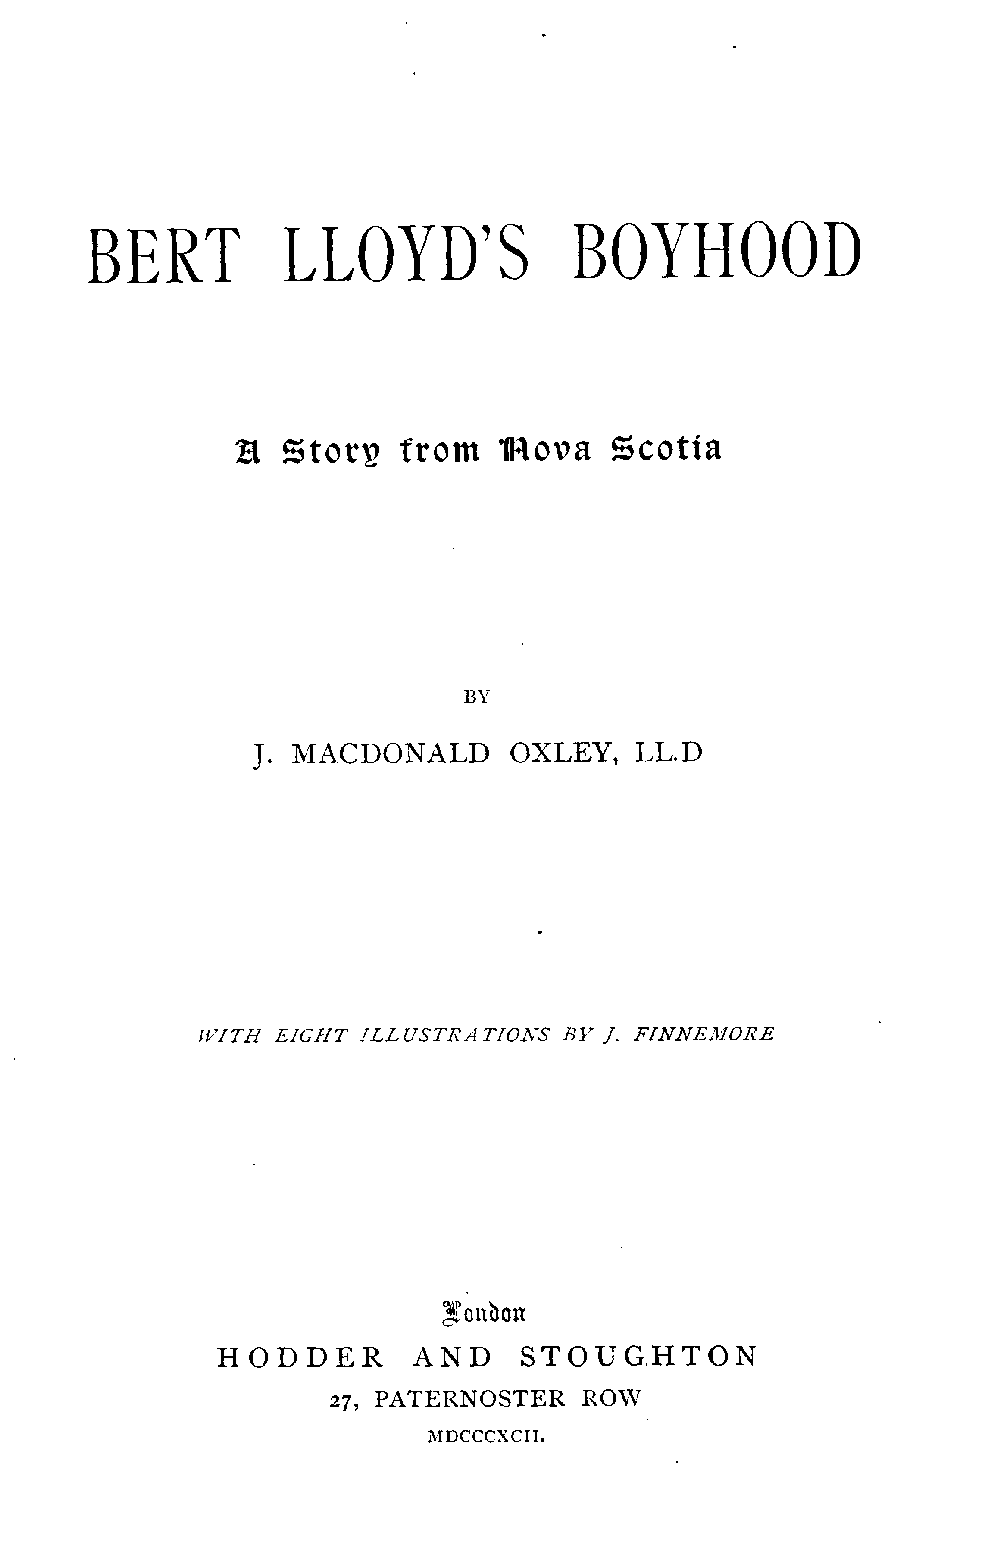 BERT LLOYD'S BOYHOOD
A Story from Nova Scotia
BY
J. MACDONALD OXLEY, LL.D
WITH EIGHT ILLUSTRATIONS BY J. FINNEMORE
London
HODDER AND STOUGHTON
27, PATERNOSTER ROW
MDCCCXCII.